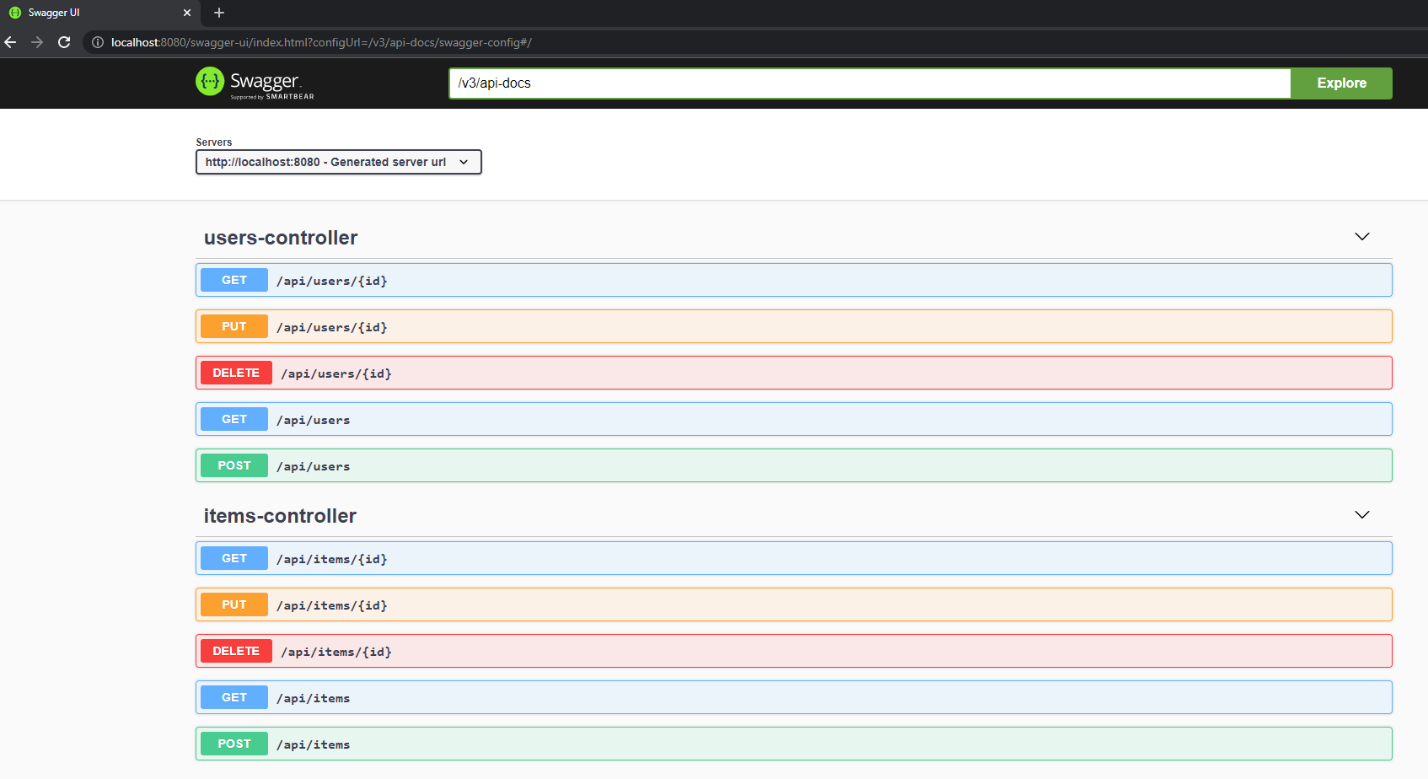 Swagger UI
localhost:8080/swagger-ui/index.html?configUrl=/v3/api-docs/swagger-config#/
{···} Swagger.
Supported by SMARTBEAR
/v3/api-docs
Explore
Servers
http://localhost:8080 - Generated server url
users-controller
GET /api/users/{id}
PUT /api/users/{id}
DELETE /api/users/{id}
GET /api/users
POST /api/users
items-controller
GET /api/items/{id}
PUT /api/items/{id}
DELETE /api/items/{id}
GET /api/items
POST /api/items